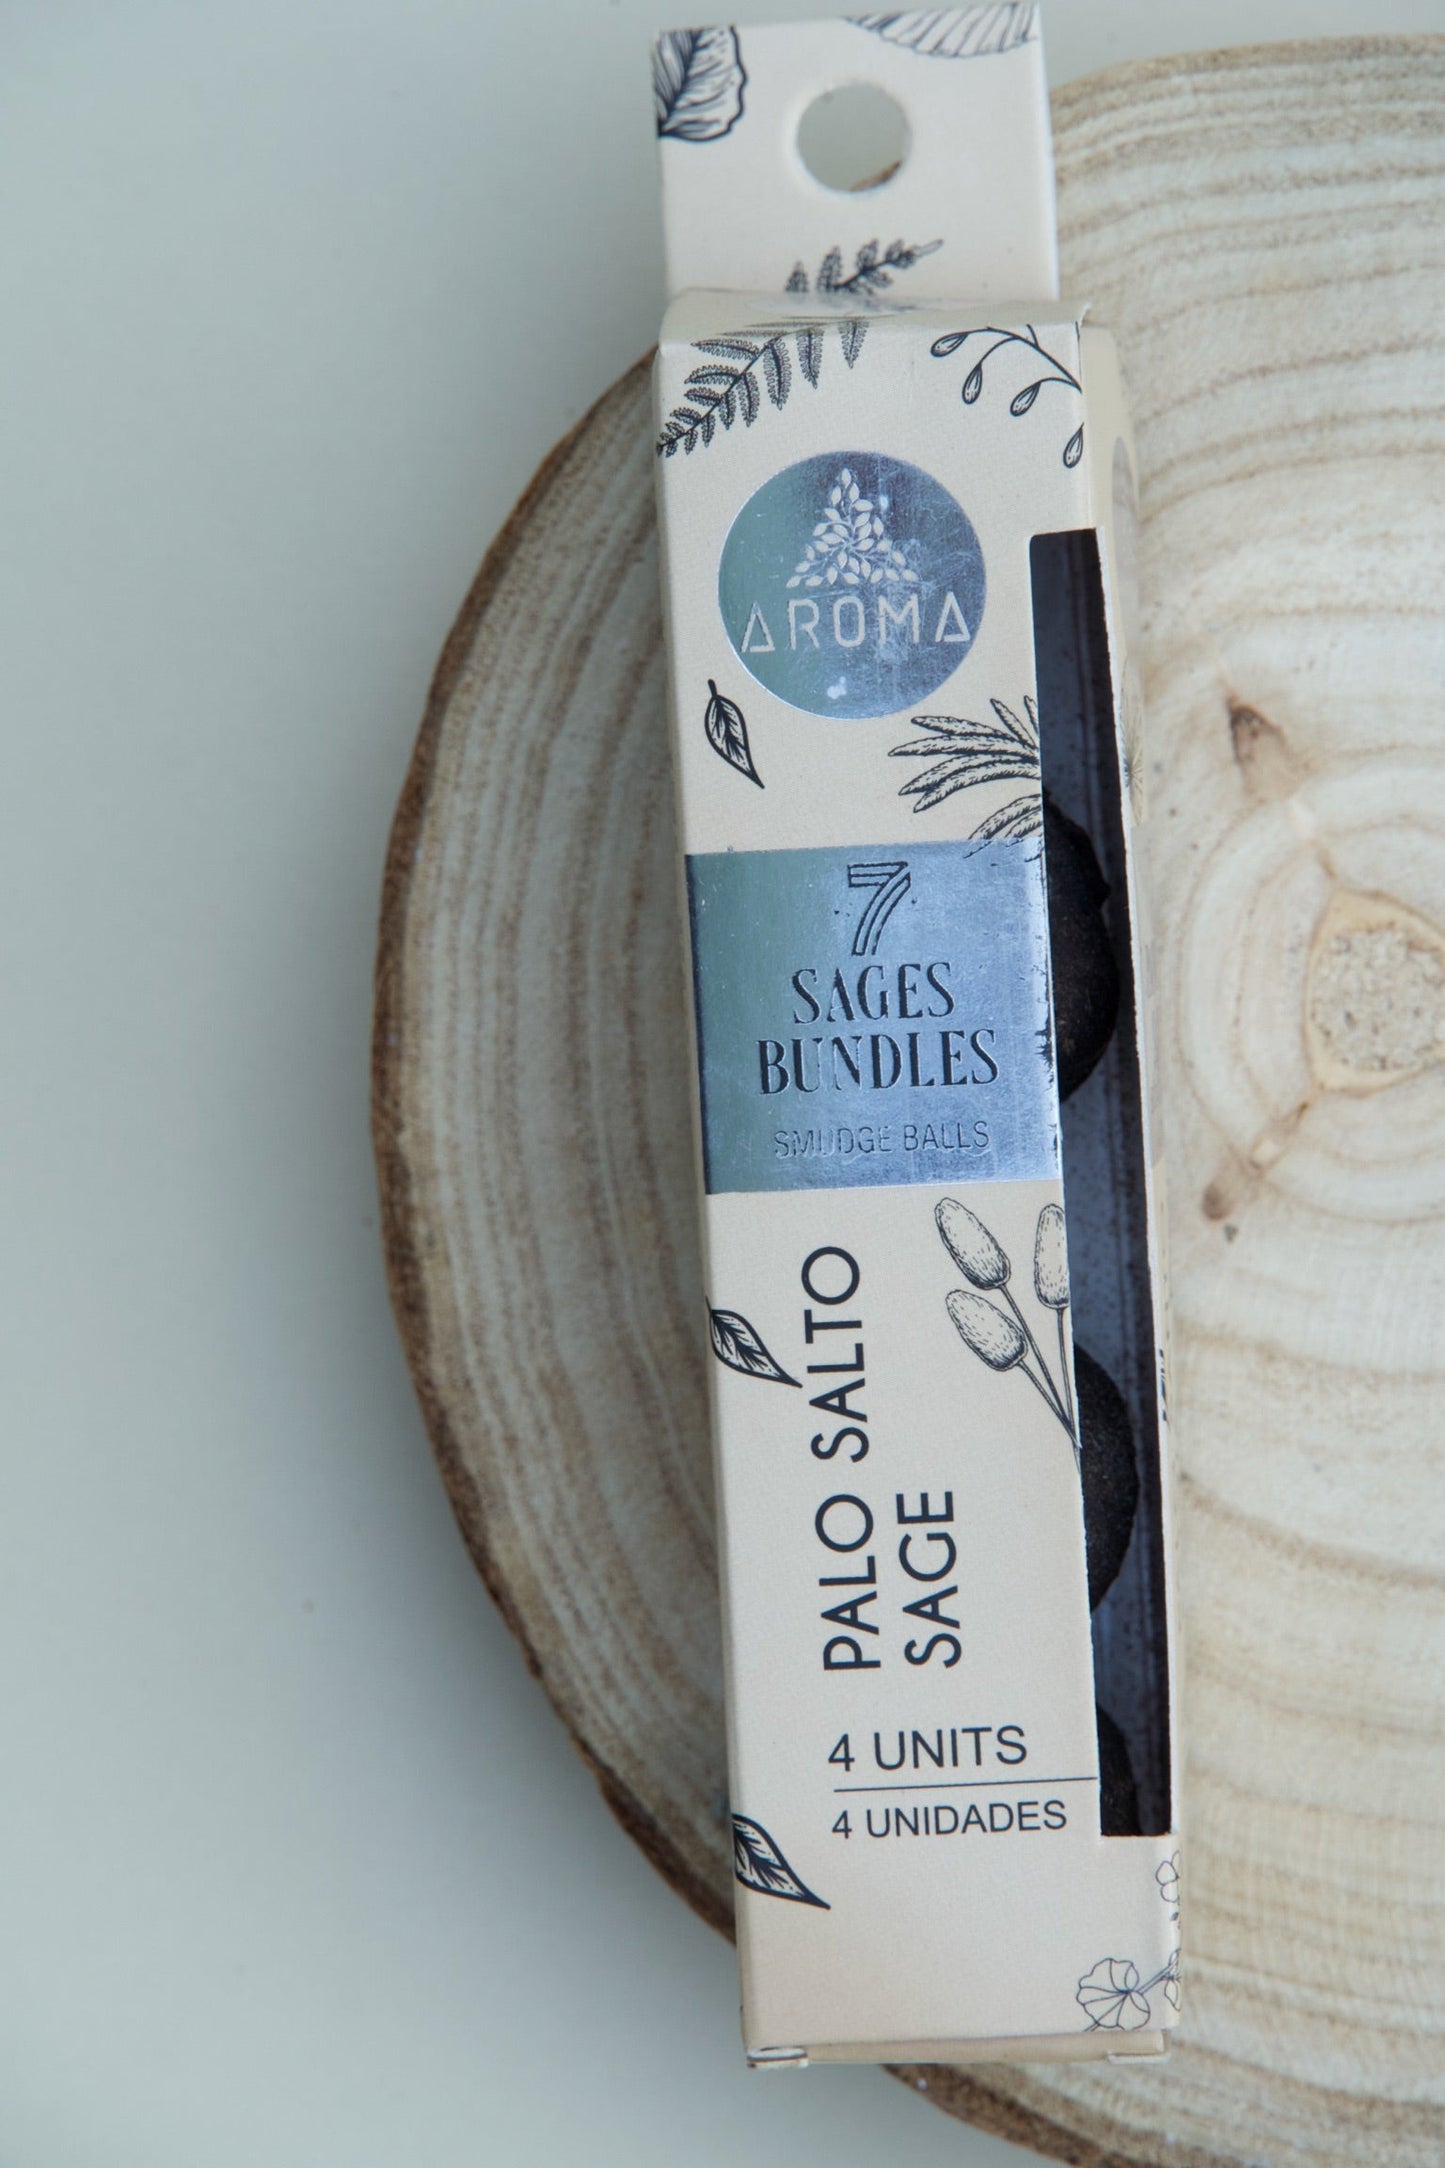 AROMA
7
SAGES
BUNDLES
SMUDGE BALLS
PALO SALTO
SAGE
4 UNITS
4 UNIDADES